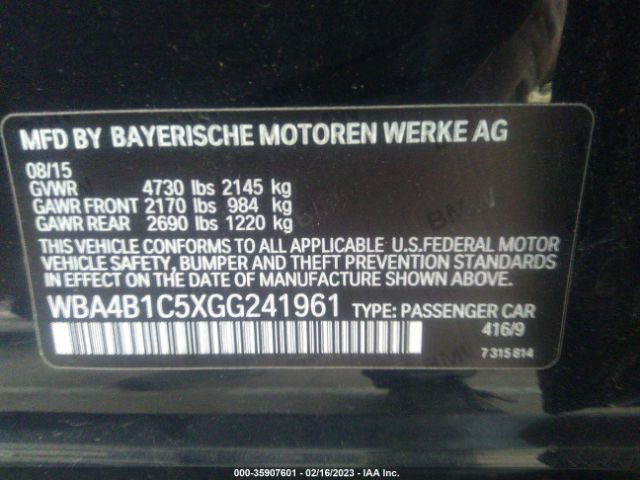 MFD BY BAYERISCHE MOTOREN WERKE AG
08/15
GVWR 4730 lbs 2145 kg
GAWR FRONT 2170 lbs 984 kg
GAWR REAR 2690 lbs 1220 kg
THIS VEHICLE CONFORMS TO ALL APPLICABLE U.S.FEDERAL MOTOR
VEHICLE SAFETY, BUMPER AND THEFT PREVENTION STANDARDS
IN EFFECT ON THE DATE OF MANUFACTURE SHOWN ABOVE.
WBA4B1C5XGG241961 TYPE: PASSENGER CAR
416/9
7315814
000-35907601 - 02/16/2023 - IAA Inc.